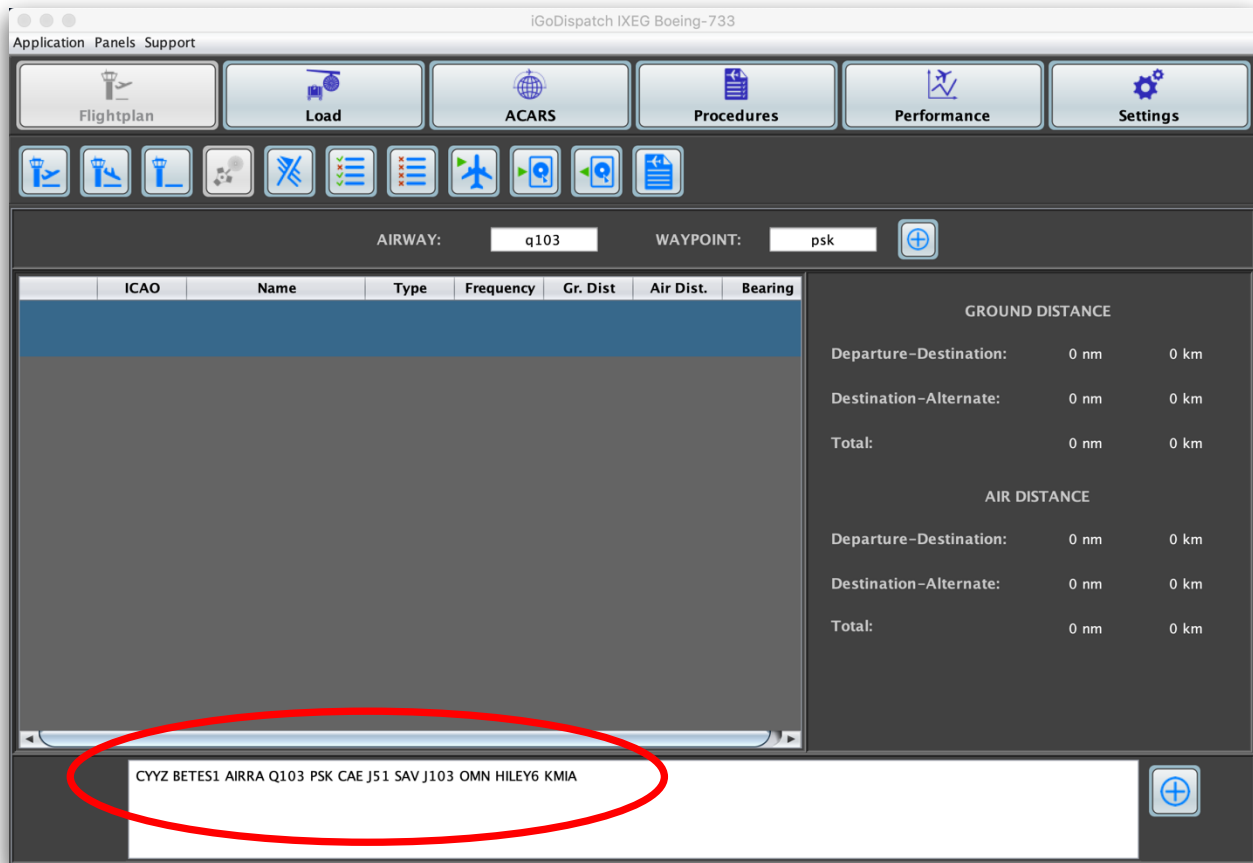 iGoDispatch IXEG Boeing-733
Application Panels Support
Flightplan Load ACARS Procedures Performance Settings
AIRWAY: q103 WAYPOINT: psk
ICAO Name Type Frequency Gr. Dist Air Dist. Bearing
GROUND DISTANCE
Departure-Destination: 0 nm 0 km
Destination-Alternate: 0 nm 0 km
Total: 0 nm 0 km
AIR DISTANCE
Departure-Destination: 0 nm 0 km
Destination-Alternate: 0 nm 0 km
Total: 0 nm 0 km
CYYZ BETES1 AIRRA Q103 PSK CAE J51 SAV J103 OMN HILEY6 KMIA